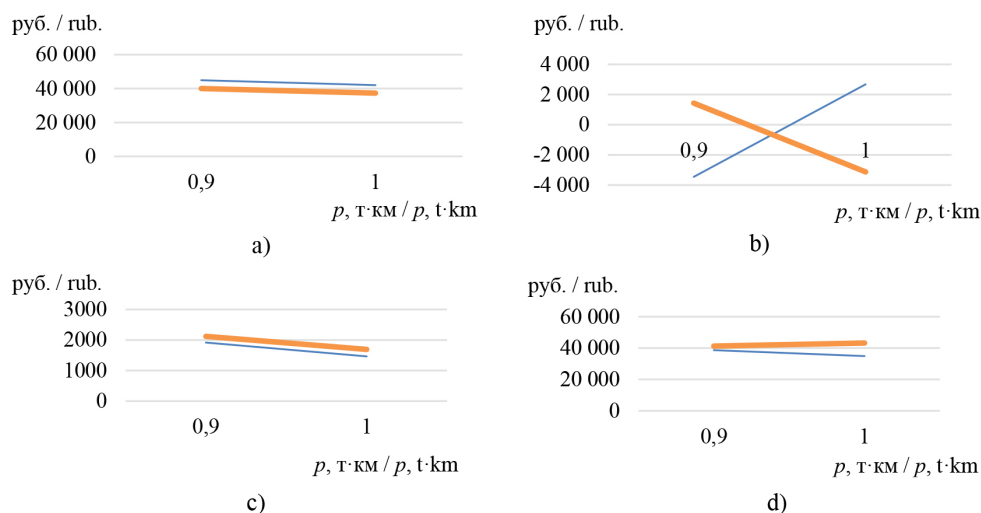 руб. / rub.
60 000
40 000
20 000
0
0,9
1
p, т·км / p, t·km
a)
руб. / rub.
4 000
2 000
0
-2 000
-4 000
0,9
1
p, т·км / p, t·km
b)
руб. / rub.
3000
2000
1000
0
0,9
1
p, т·км / p, t·km
c)
руб. / rub.
60 000
40 000
20 000
0
0,9
1
p, т·км / p, t·km
d)